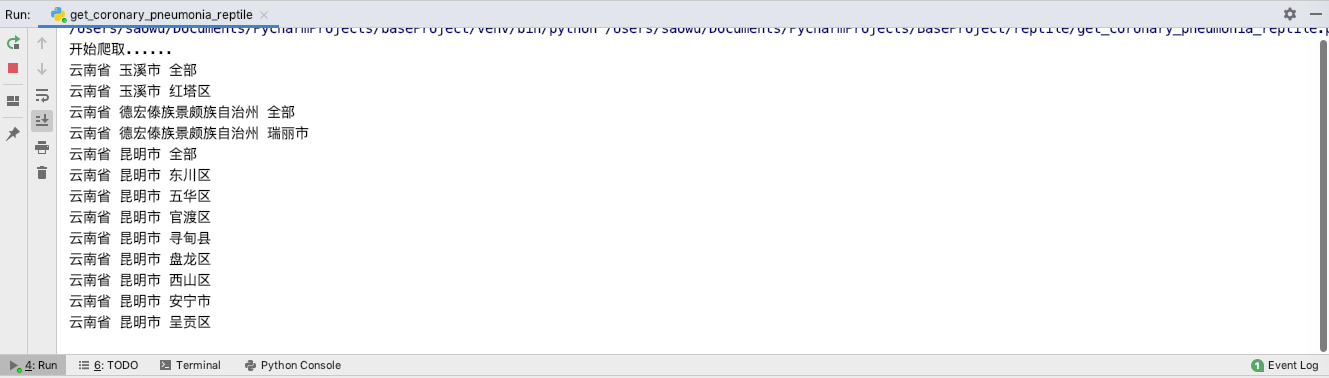 Run: get_coronary_pneumonia_reptile
/Users/saowu/Documents/PycharmProjects/baseProject/venv/bin/python /Users/saowu/Documents/PycharmProjects/BaseProject/reptile/get_coronary_pneumonia_reptile.p
开始爬取......
云南省 玉溪市 全部
云南省 玉溪市 红塔区
云南省 德宏傣族景颇族自治州 全部
云南省 德宏傣族景颇族自治州 瑞丽市
云南省 昆明市 全部
云南省 昆明市 东川区
云南省 昆明市 五华区
云南省 昆明市 官渡区
云南省 昆明市 寻甸县
云南省 昆明市 盘龙区
云南省 昆明市 西山区
云南省 昆明市 安宁市
云南省 昆明市 呈贡区
4: Run 6: TODO Terminal Python Console 1 Event Log